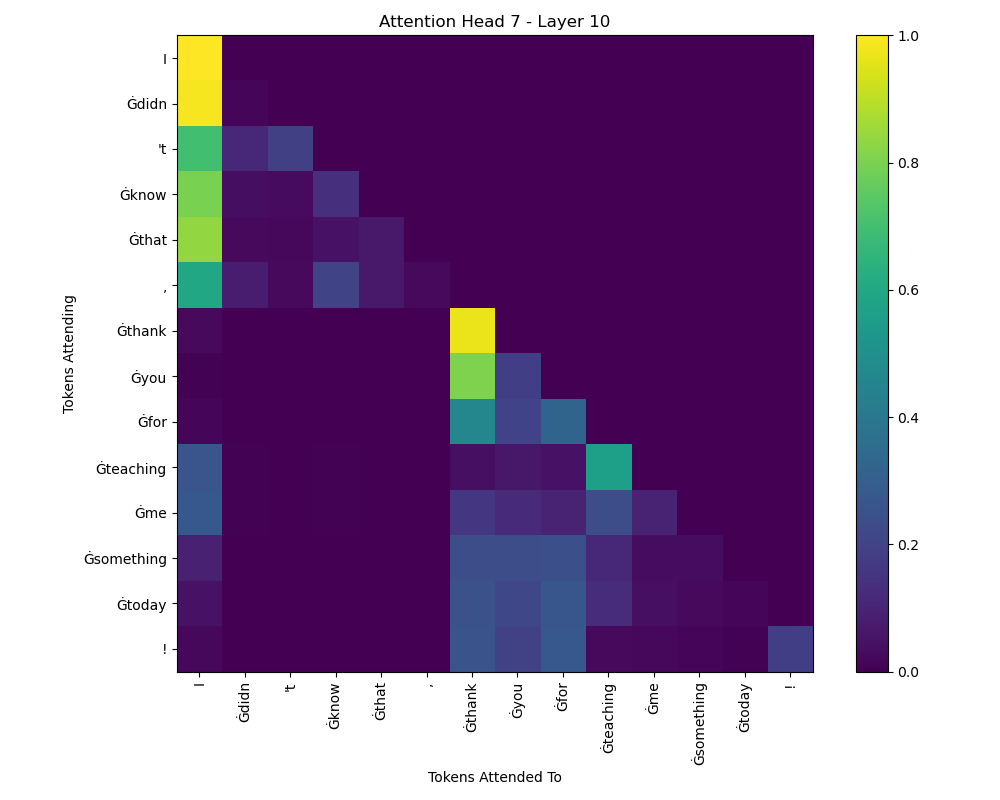 Attention Head 7 - Layer 10
Tokens Attending
I
Ġdidn
't
Ġknow
Ġthat
,
Ġthank
Ġyou
Ġfor
Ġteaching
Ġme
Ġsomething
Ġtoday
!
I
Ġdidn
't
Ġknow
Ġthat
,
Ġthank
Ġyou
Ġfor
Ġteaching
Ġme
Ġsomething
Ġtoday
!
Tokens Attended To
1.0
0.8
0.6
0.4
0.2
0.0